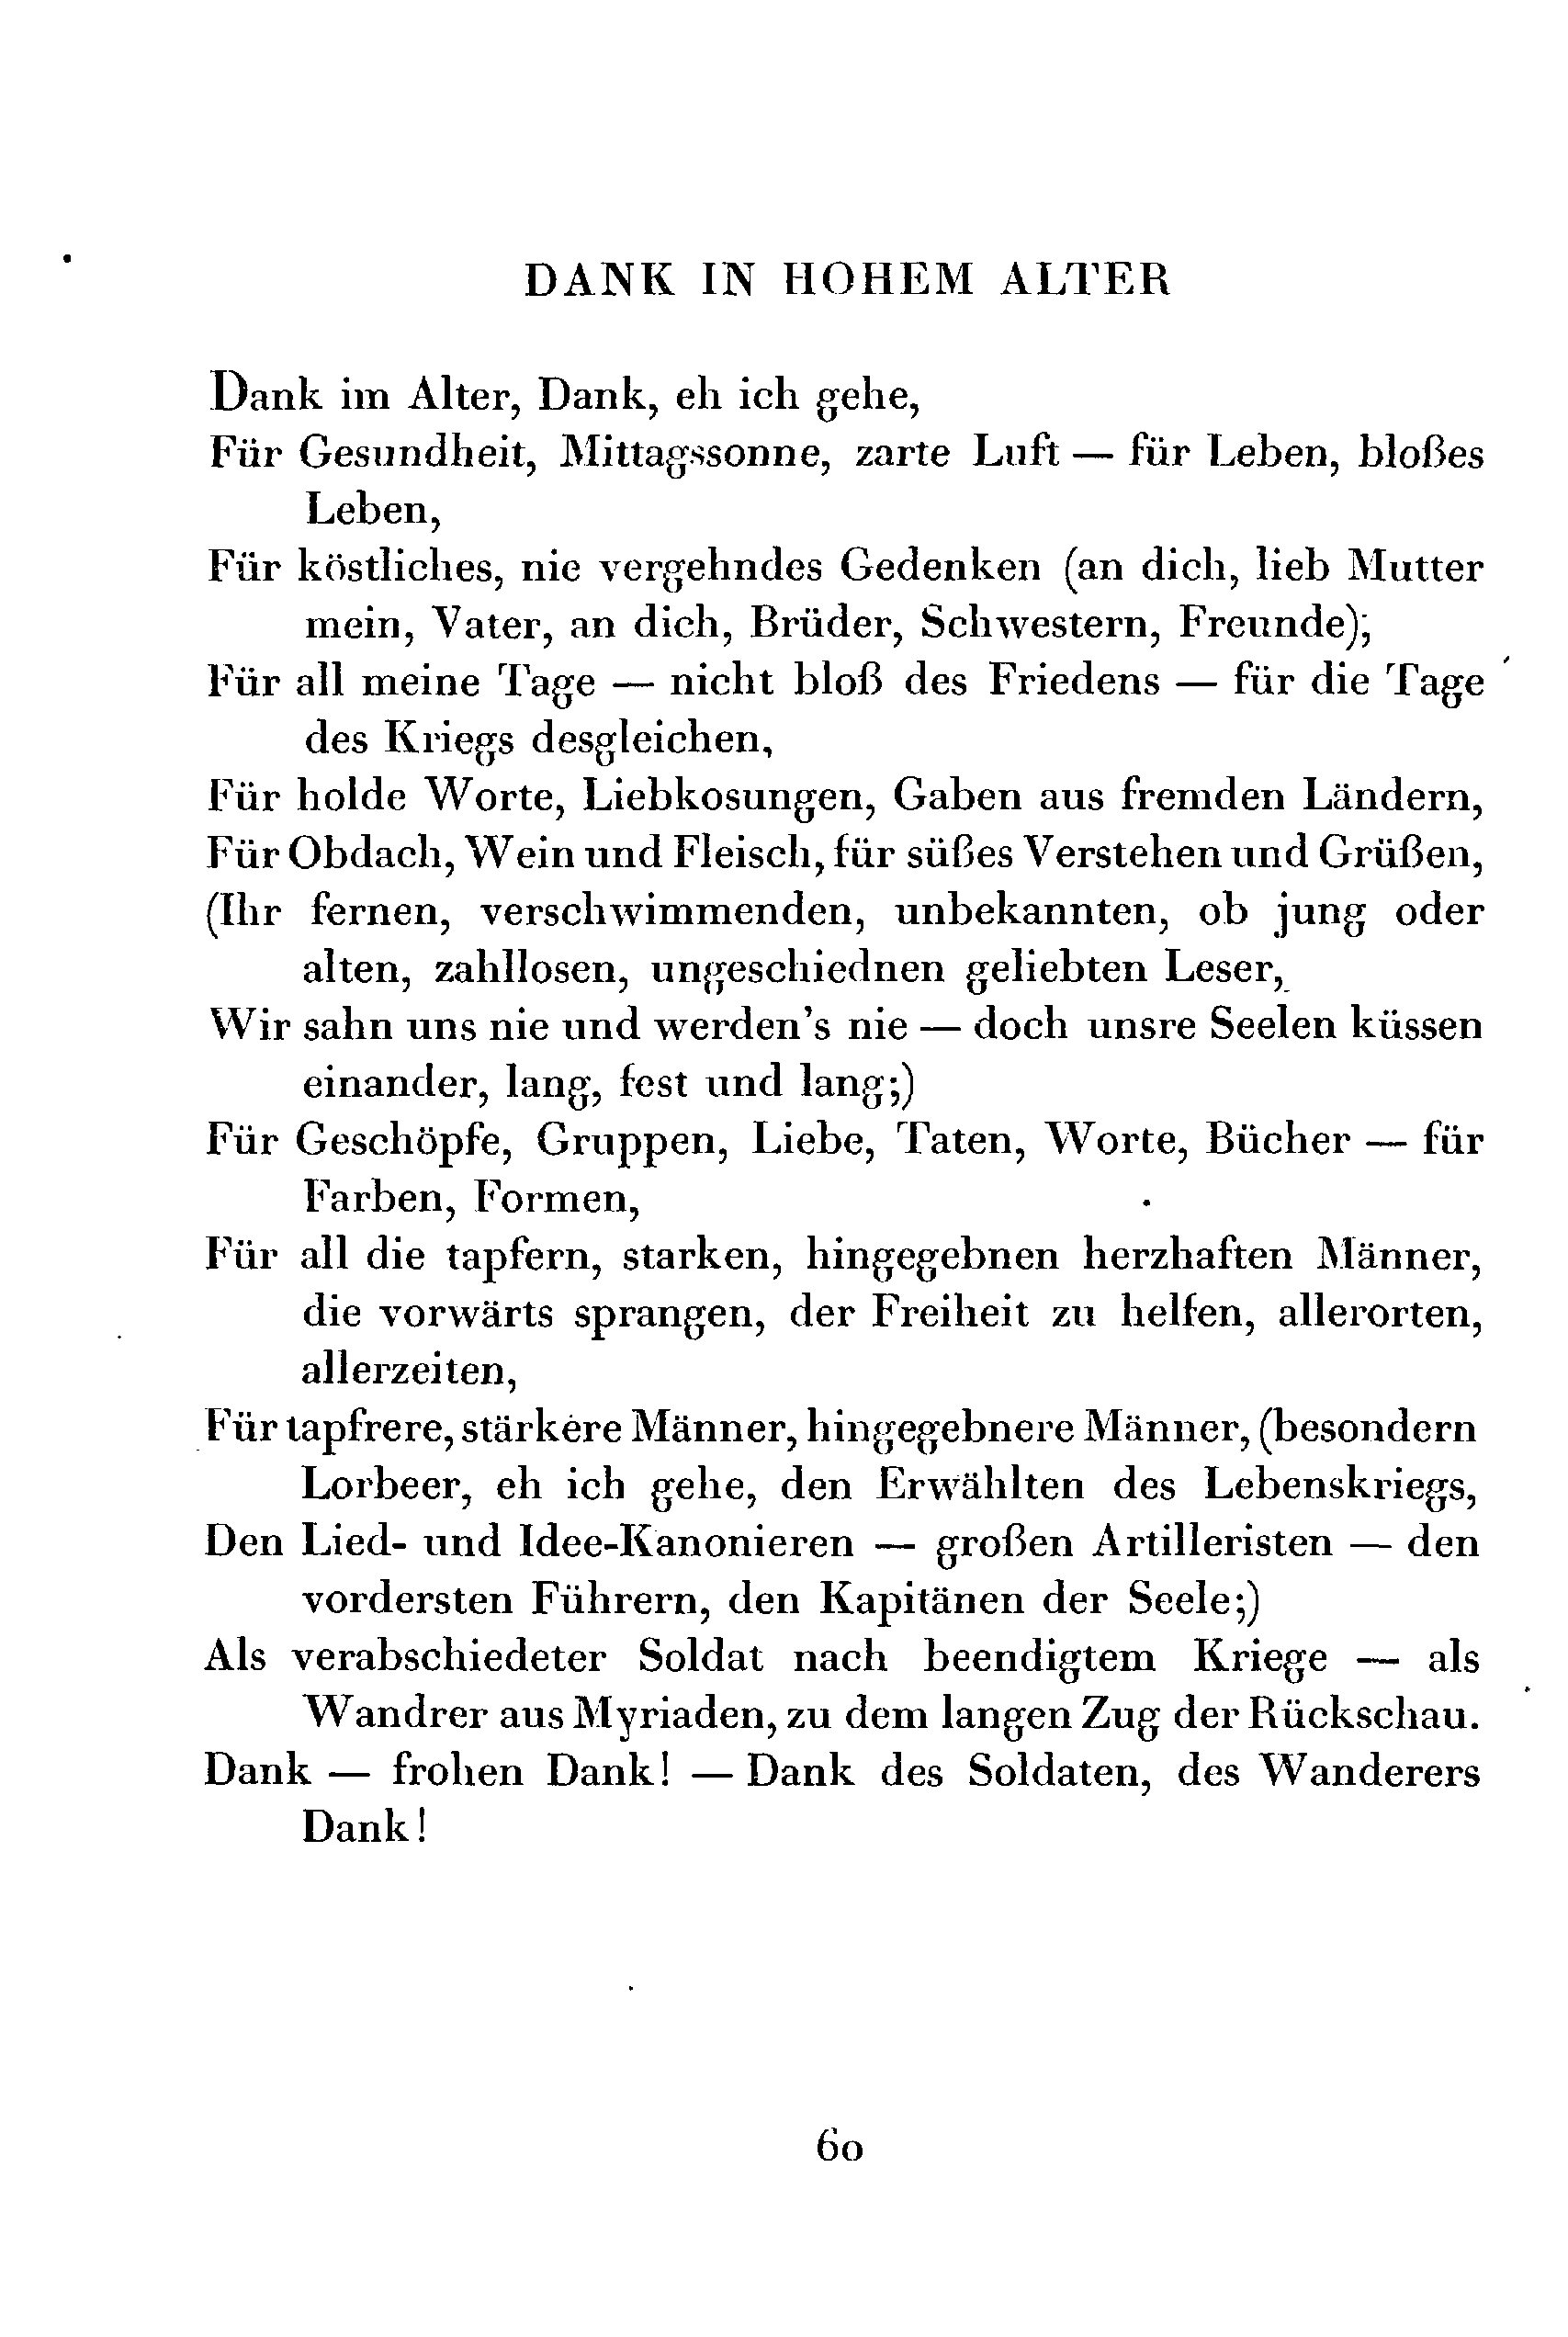 DANK IN HOHEM ALTER
Dank im Alter, Dank, eh ich gehe,
Für Gesundheit, Mittagssonne, zarte Luft — für Leben, bloßes
Leben,
Für köstliches, nie vergehndes Gedenken (an dich, lieb Mutter
mein, Vater, an dich, Brüder, Schwestern, Freunde);
Für all meine Tage — nicht bloß des Friedens — für die Tage
des Kriegs desgleichen,
Für holde Worte, Liebkosungen, Gaben aus fremden Ländern,
Für Obdach, Wein und Fleisch, für süßes Verstehen und Grüßen,
(Ihr fernen, verschwimmenden, unbekannten, ob jung oder
alten, zahllosen, ungeschiednen geliebten Leser,
Wir sahn uns nie und werden's nie — doch unsre Seelen küssen
einander, lang, fest und lang;)
Für Geschöpfe, Gruppen, Liebe, Taten, Worte, Bücher — für
Farben, Formen,
Für all die tapfern, starken, hingegebnen herzhaften Männer,
die vorwärts sprangen, der Freiheit zu helfen, allerorten,
allerzeiten,
Für tapfrere, stärkere Männer, hingegebnere Männer, (besondern
Lorbeer, eh ich gehe, den Erwählten des Lebenskriegs,
Den Lied- und Idee-Kanonieren — großen Artilleristen — den
vordersten Führern, den Kapitänen der Seele;)
Als verabschiedeter Soldat nach beendigtem Kriege — als
Wandrer aus Myriaden, zu dem langen Zug der Rückschau.
Dank — frohen Dank! — Dank des Soldaten, des Wanderers
Dank!
60